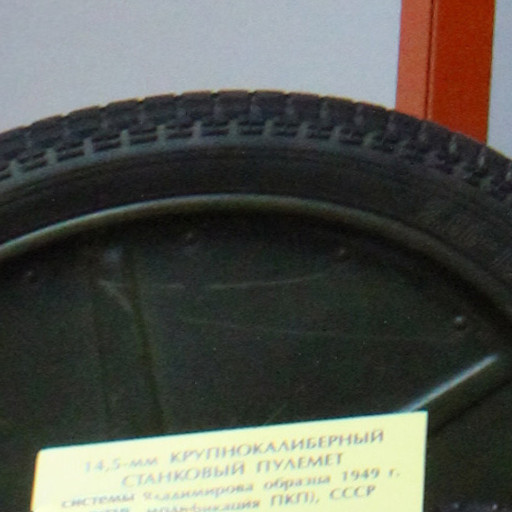 14,5-мм КРУПНОКАЛИБЕРНЫЙ
СТАНКОВЫЙ ПУЛЕМЕТ
системы Владимирова образца 1949 г.
модификация ПКП), СССР